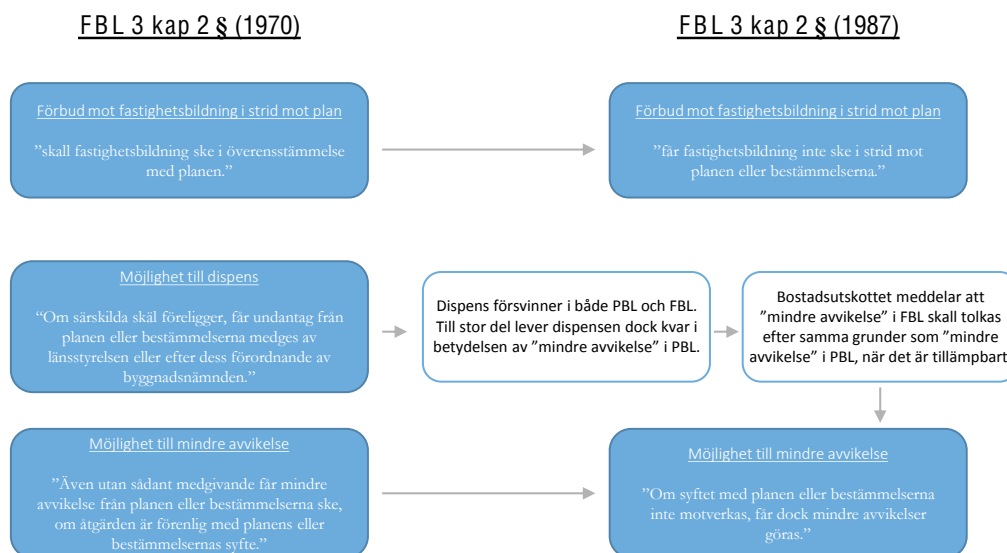 FBL 3 kap 2 § (1970)
FBL 3 kap 2 § (1987)
Förbud mot fastighetsbildning i strid mot plan
”skall fastighetsbildning ske i överensstämmelse
med planen.”
Förbud mot fastighetsbildning i strid mot plan
”får fastighetsbildning inte ske i strid mot
planen eller bestämmelserna.”
Möjlighet till dispens
”Om särskilda skäl föreligger, får undantag från
planen eller bestämmelserna medges av
länsstyrelsen eller efter dess förordnande av
byggnadsnämnden.”
Dispens försvinner i både PBL och FBL.
Till stor del lever dispensen dock kvar i
betydelsen av ”mindre avvikelse” i PBL.
Bostadsutskottet meddelar att
”mindre avvikelse” i FBL skall tolkas
efter samma grunder som ”mindre
avvikelse” i PBL, när det är tillämpbart
Möjlighet till mindre avvikelse
”Även utan sådant medgivande får mindre
avvikelse från planen eller bestämmelserna ske,
om åtgärden är förenlig med planens eller
bestämmelsernas syfte.”
Möjlighet till mindre avvikelse
”Om syftet med planen eller bestämmelserna
inte motverkas, får dock mindre avvikelser
göras.”